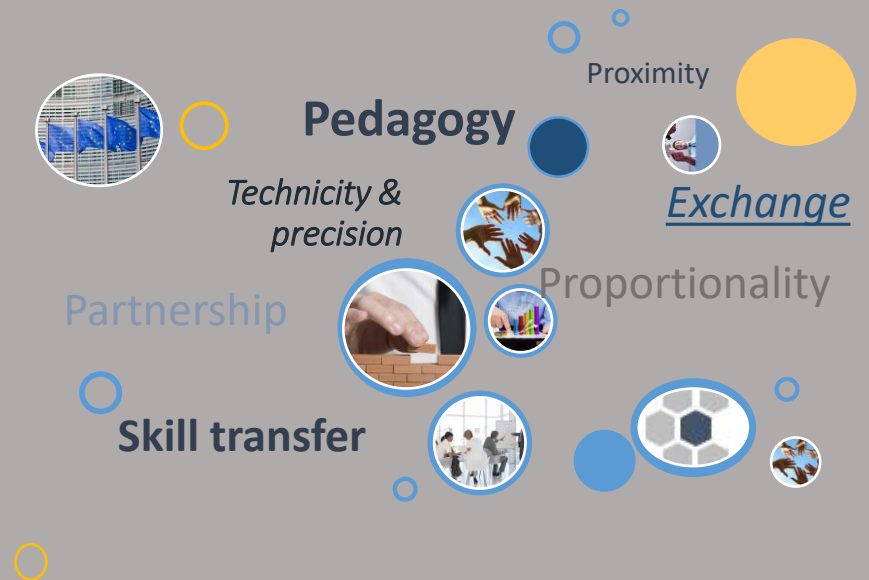 Proximity
Pedagogy
Technicity &
precision
Exchange
Proportionality
Partnership
Skill transfer